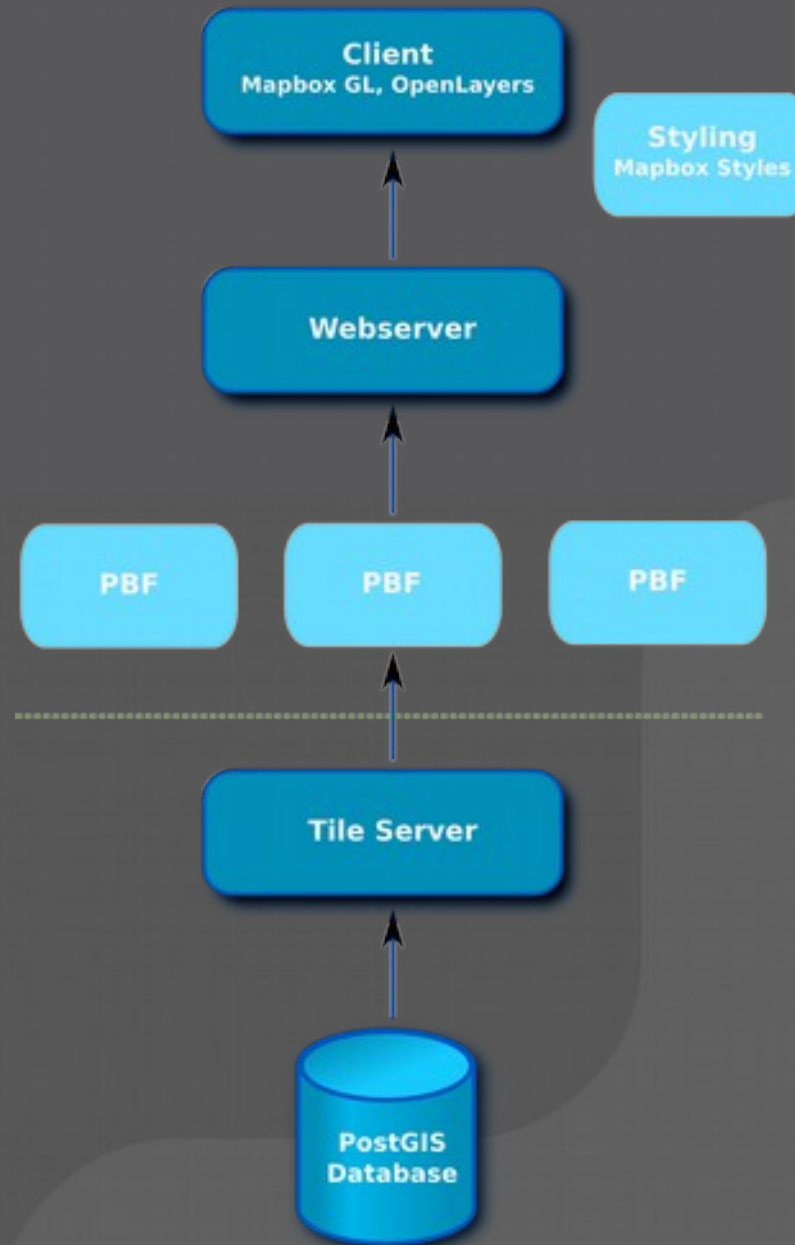 Client
Mapbox GL, OpenLayers
Styling
Mapbox Styles
Webserver
PBF
PBF
PBF
Tile Server
PostGIS
Database